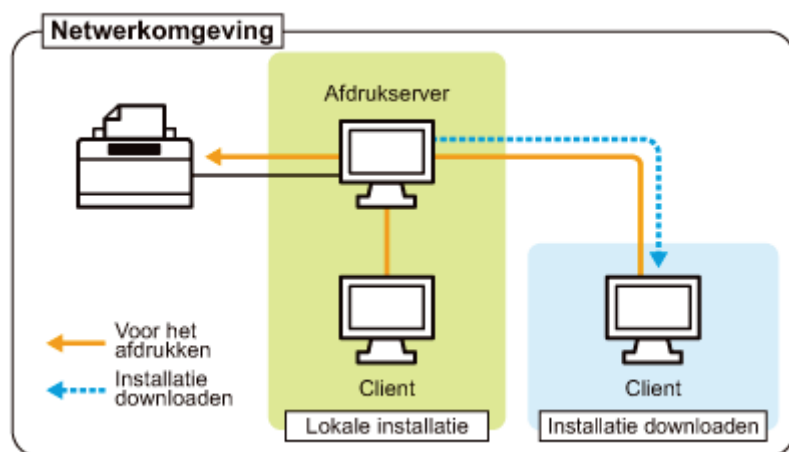 Netwerkomgeving
Afdrukserver
Voor het
afdrukken
Installatie
downloaden
Client
Lokale installatie
Client
Installatie downloaden